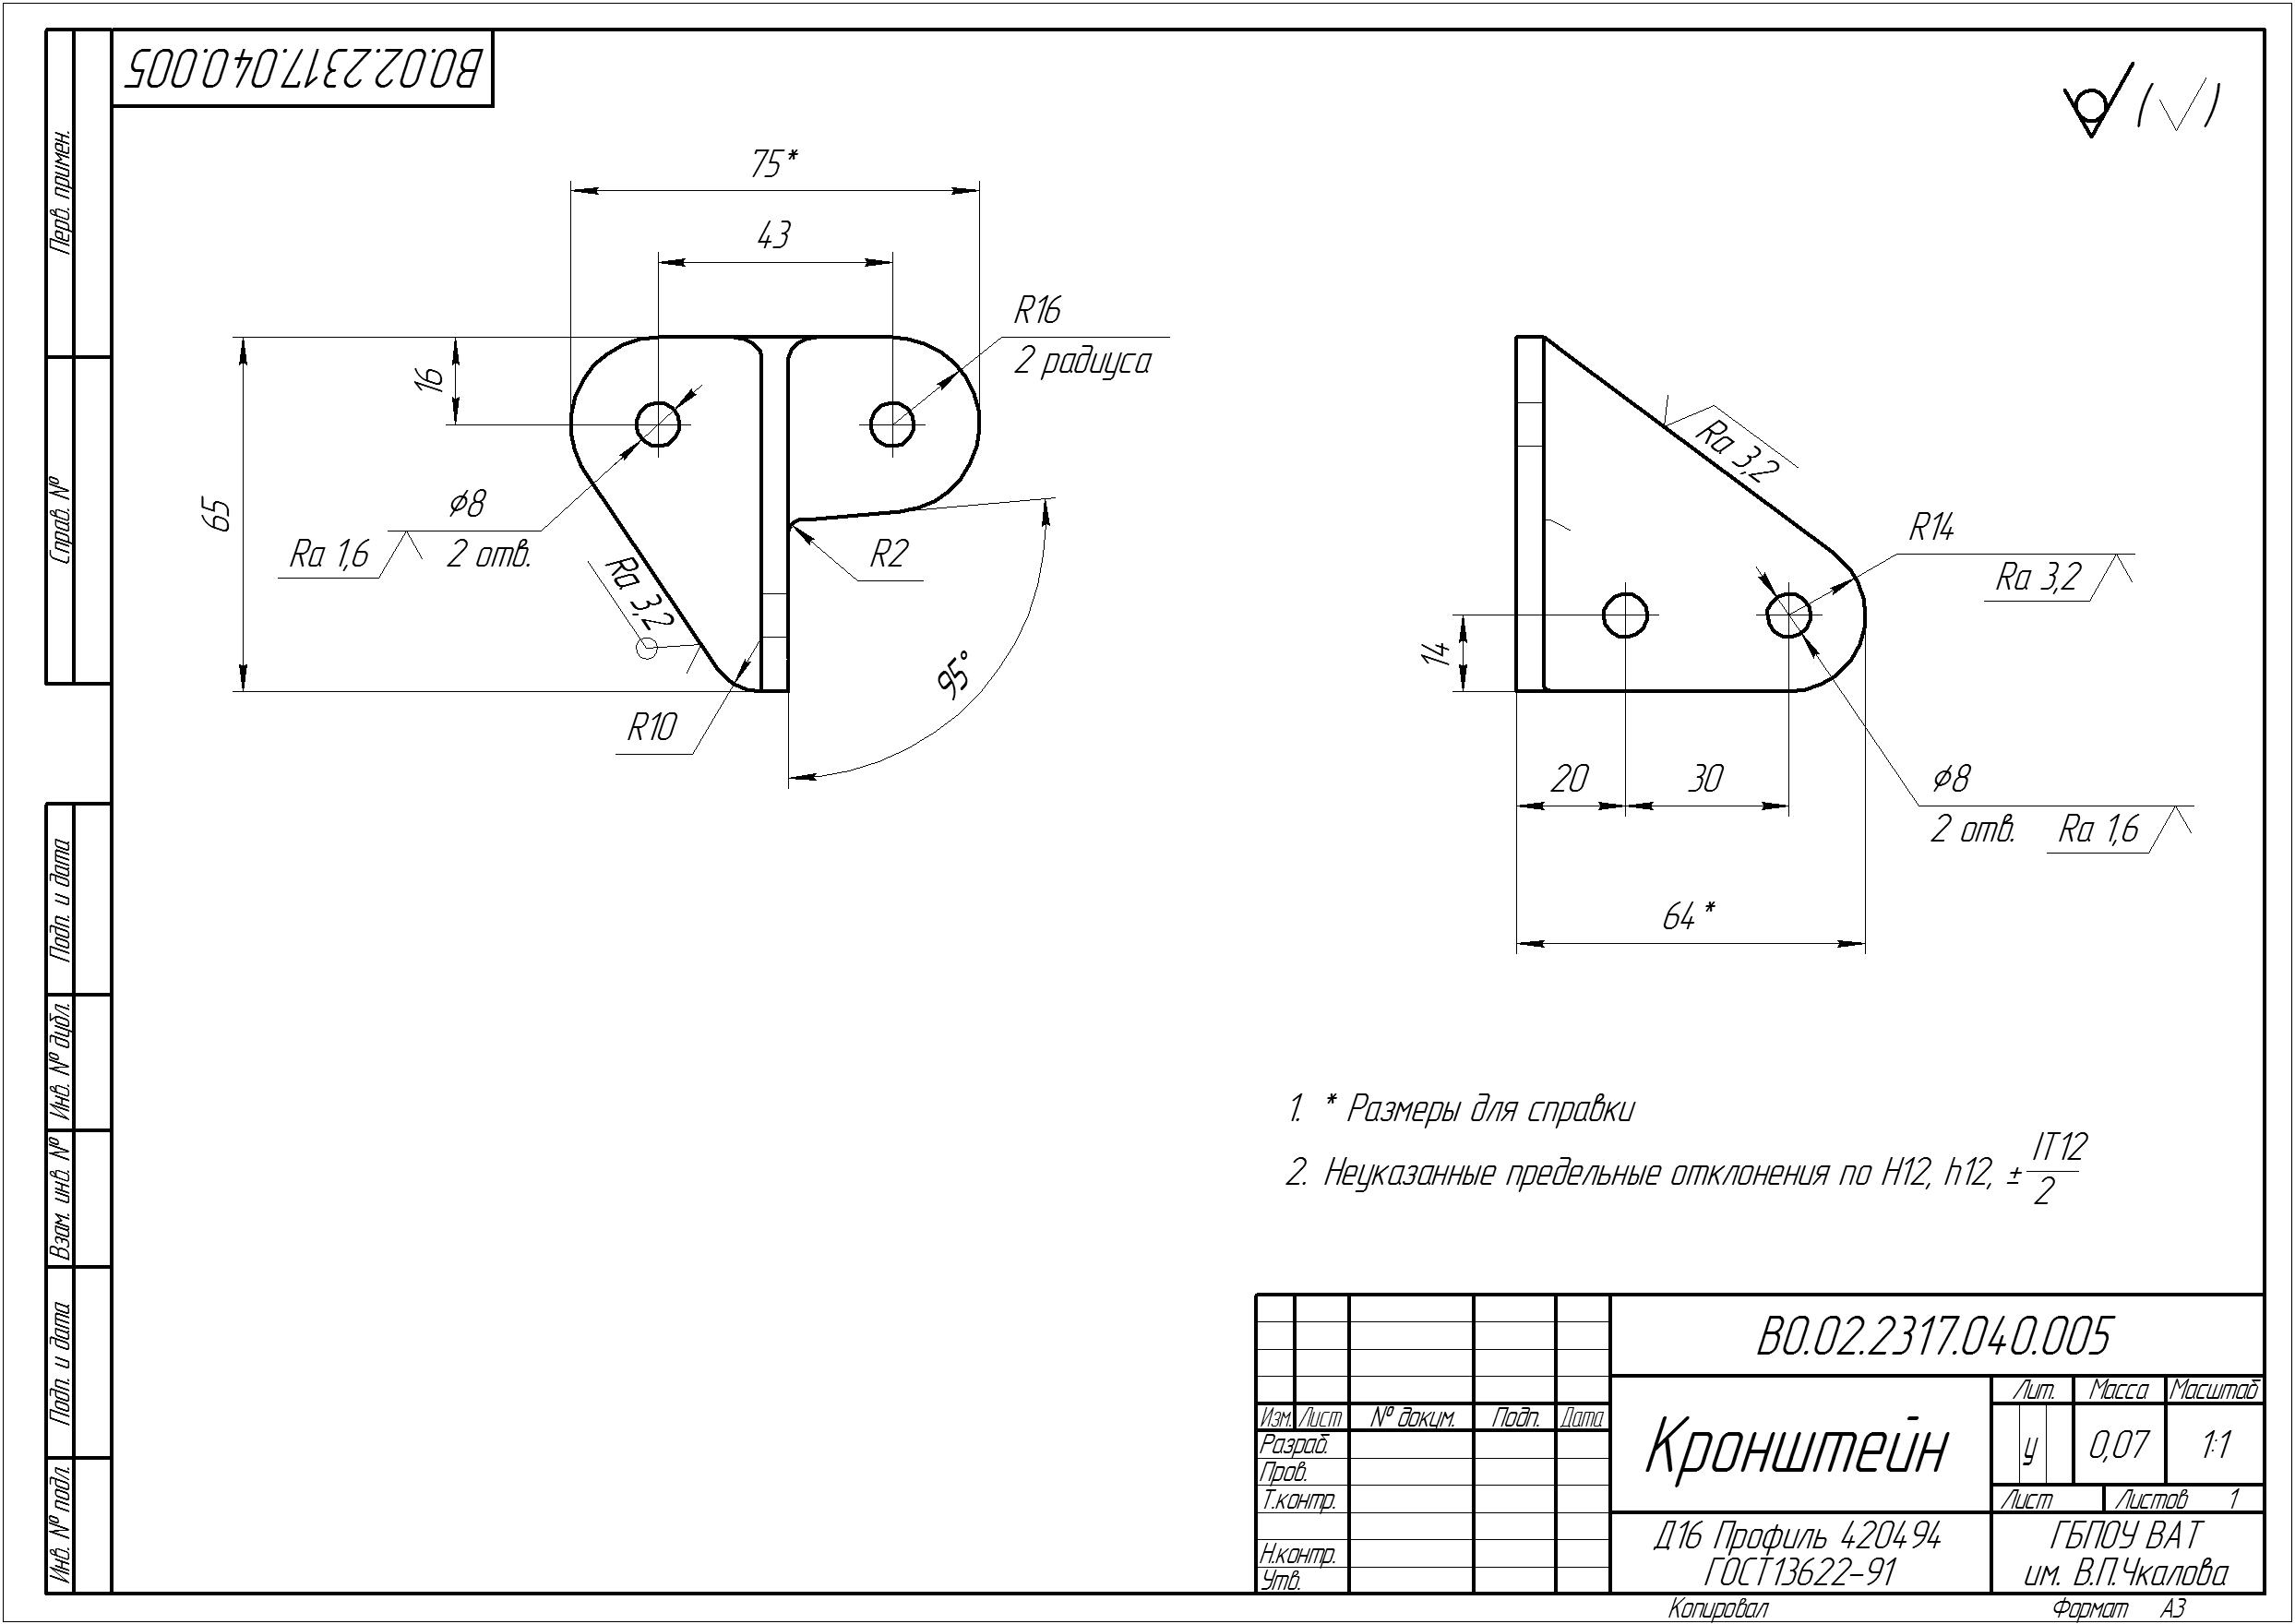 В0.02.2317.040.005
Перв. примен.
Справ. №
Подп. и дата
Инв. № дубл.
Взам. инв. №
Подп. и дата
Инв. № подл.
(√)
75*
43
R16
2 радиуса
16
65
⌀8
2 отв.
Ra 1,6
Ra 3,2
R2
R10
95°
Ra 3,2
R14
Ra 3,2
14
20
30
⌀8
2 отв. Ra 1,6
64*
1. * Размеры для справки
2. Неуказанные предельные отклонения по Н12, h12, ± IT12/2
В0.02.2317.040.005
Изм. Лист № докум. Подп. Дата
Разраб.
Пров.
Т.контр.
Н.контр.
Утв.
Кронштейн
Лит. Масса Масштаб
у 0,07 1:1
Лист Листов 1
Д16 Профиль 420494
ГОСТ13622-91
ГБПОУ ВАТ
им. В.П.Чкалова
Копировал Формат А3